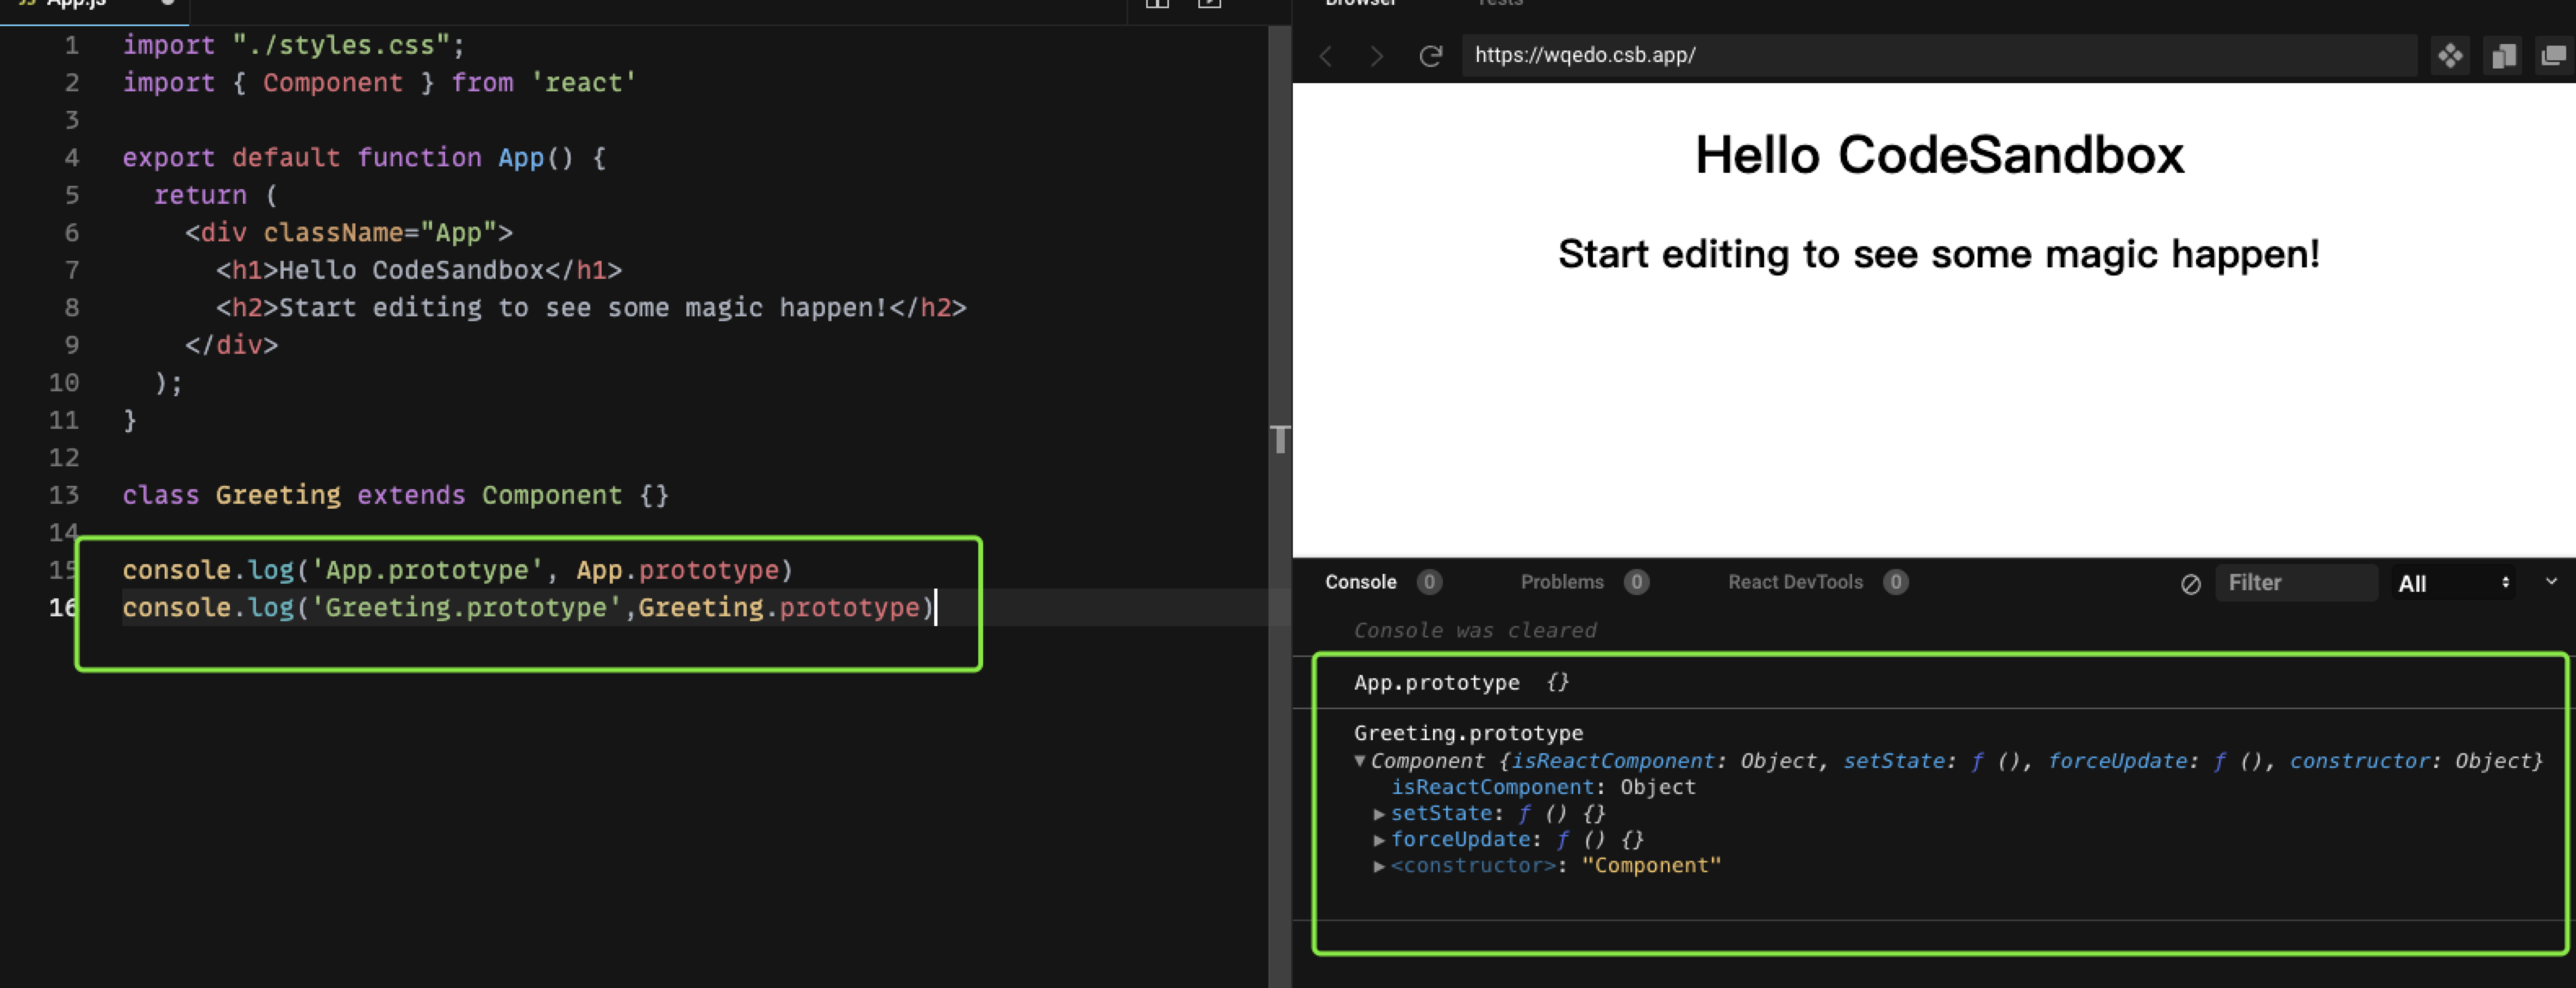 JS App.js
1 import "./styles.css";
2 import { Component } from 'react'
3
4 export default function App() {
5   return (
6     <div className="App">
7       <h1>Hello CodeSandbox</h1>
8       <h2>Start editing to see some magic happen!</h2>
9     </div>
10   );
11 }
12
13 class Greeting extends Component {}
14
15 console.log('App.prototype', App.prototype)
16 console.log('Greeting.prototype',Greeting.prototype)
Browser Tests
https://wqedo.csb.app/
Hello CodeSandbox
Start editing to see some magic happen!
Console 0 Problems 0 React DevTools 0 Filter All
Console was cleared
App.prototype {}
Greeting.prototype
▼Component {isReactComponent: Object, setState: ƒ (), forceUpdate: ƒ (), constructor: Object}
isReactComponent: Object
▶setState: ƒ () {}
▶forceUpdate: ƒ () {}
▶<constructor>: "Component"